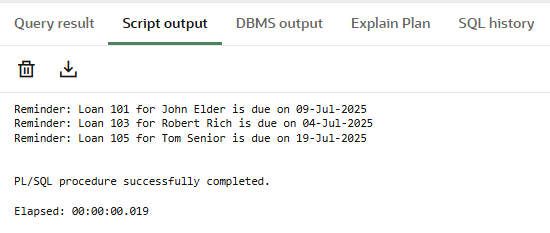 Query result Script output DBMS output Explain Plan SQL history
Reminder: Loan 101 for John Elder is due on 09-Jul-2025
Reminder: Loan 103 for Robert Rich is due on 04-Jul-2025
Reminder: Loan 105 for Tom Senior is due on 19-Jul-2025
PL/SQL procedure successfully completed.
Elapsed: 00:00:00.019